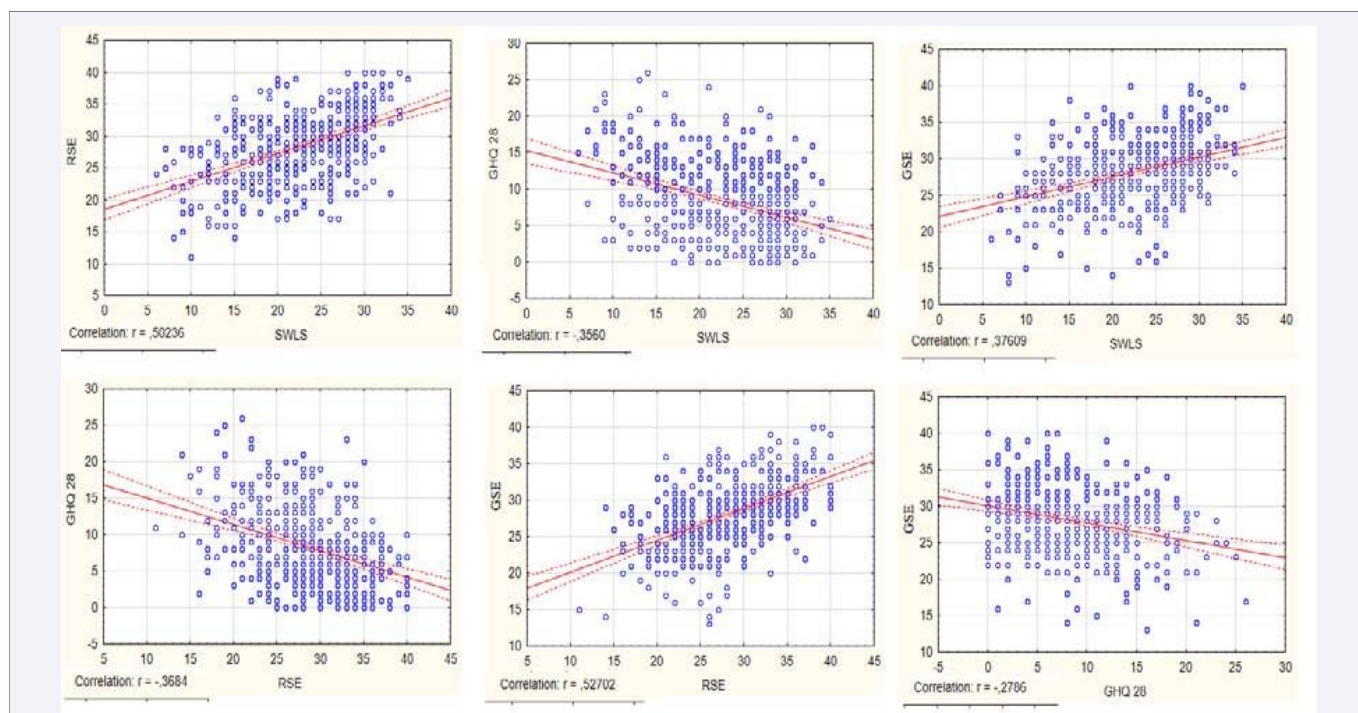 45
40
35
30
25
20
15
10
5
RSE
0 5 10 15 20 25 30 35 40
Correlation: r = ,50236
SWLS
30
25
20
15
10
5
0
-5
GHQ 28
0 5 10 15 20 25 30 35 40
Correlation: r = -,3560
SWLS
45
40
35
30
25
20
15
10
GSE
0 5 10 15 20 25 30 35 40
Correlation: r = ,37609
SWLS
30
25
20
15
10
5
0
-5
GHQ 28
5 10 15 20 25 30 35 40 45
Correlation: r = -,3684
RSE
45
40
35
30
25
20
15
10
GSE
5 10 15 20 25 30 35 40 45
Correlation: r = ,52702
RSE
45
40
35
30
25
20
15
10
GSE
-5 0 5 10 15 20 25 30
Correlation: r = -,2786
GHQ 28